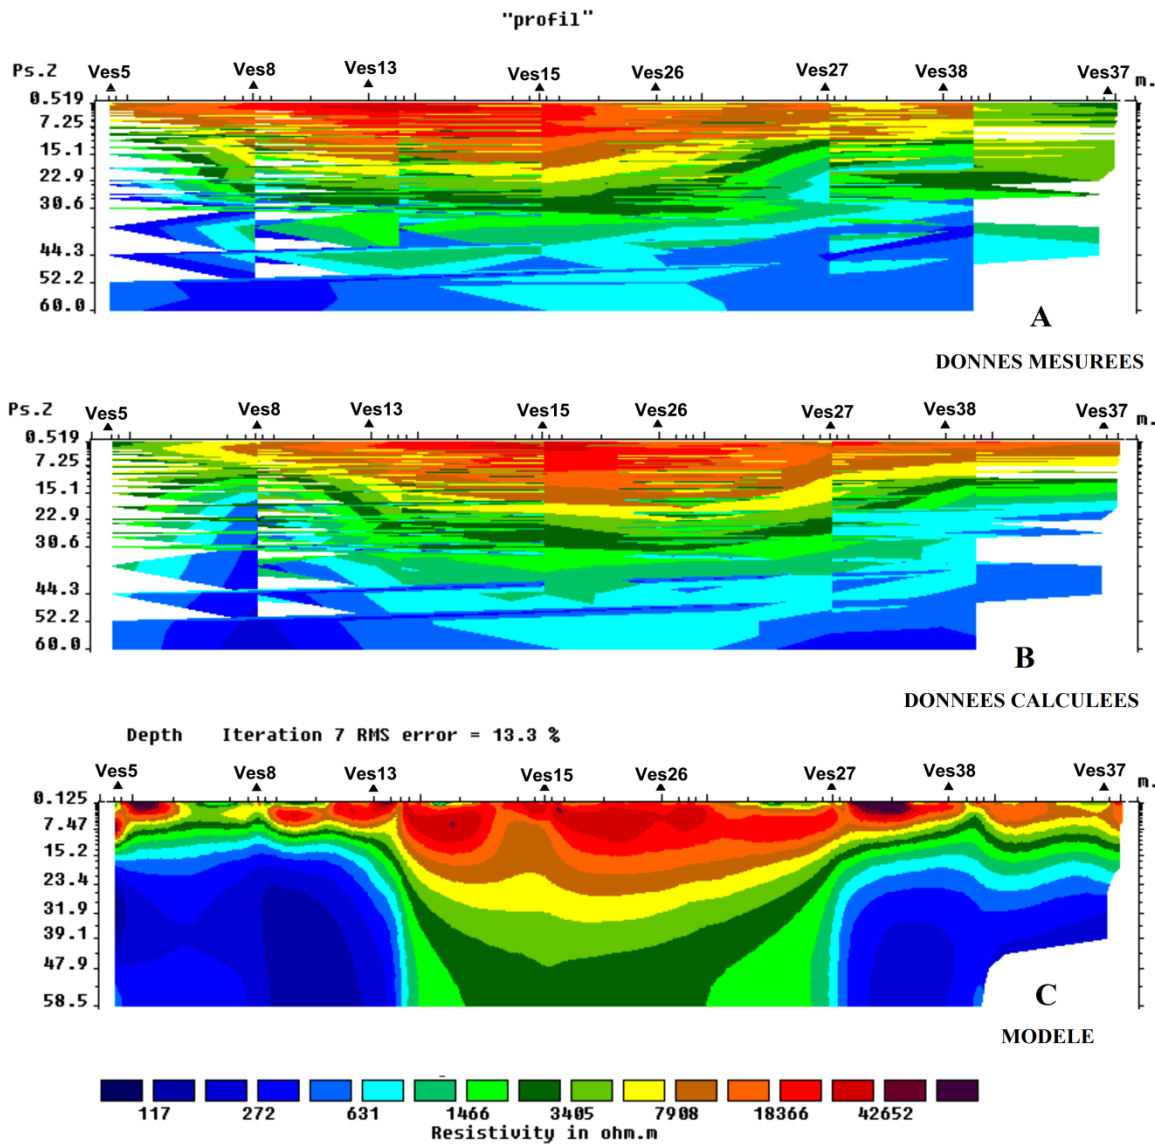 "profil"
Ps.Z Ves5 Ves8 Ves13 Ves15 Ves26 Ves27 Ves38 Ves37 m.
0.519
7.25
15.1
22.9
30.6
44.3
52.2
60.0
A
DONNES MESUREES
Ps.Z Ves5 Ves8 Ves13 Ves15 Ves26 Ves27 Ves38 Ves37 m.
0.519
7.25
15.1
22.9
30.6
44.3
52.2
60.0
B
DONNEES CALCULEES
Depth Iteration 7 RMS error = 13.3 %
Ves5 Ves8 Ves13 Ves15 Ves26 Ves27 Ves38 Ves37 m.
0.125
7.47
15.2
23.4
31.9
39.1
47.9
58.5
C
MODELE
117 272 631 1466 3405 7908 18366 42652
Resistivity in ohm.m